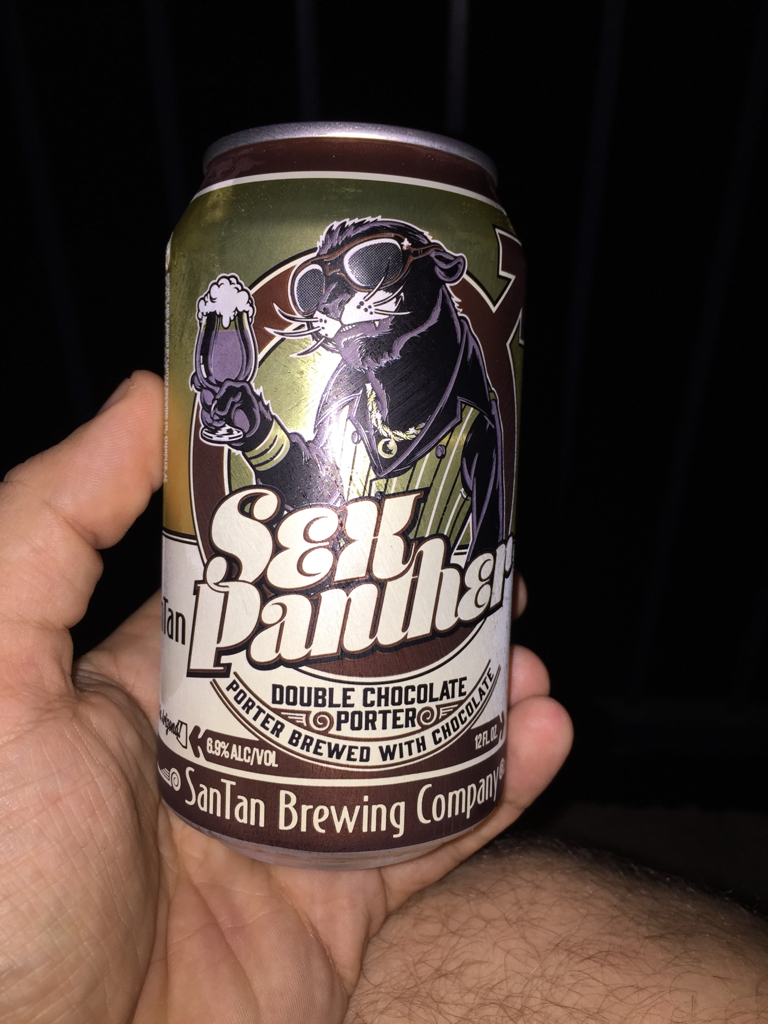 Sex
Panther
Tan
DOUBLE CHOCOLATE
PORTER
PORTER BREWED WITH CHOCOLATE
6.9% ALC/VOL
12 FL OZ.
SanTan Brewing Company®